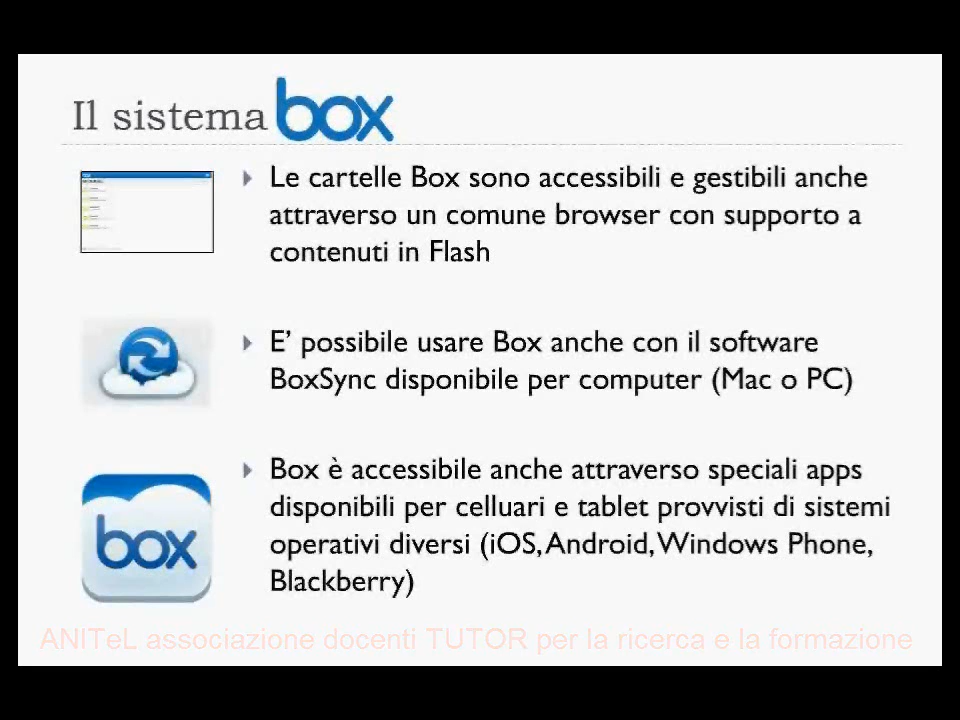 Il sistema box
Le cartelle Box sono accessibili e gestibili anche
attraverso un comune browser con supporto a
contenuti in Flash
E' possibile usare Box anche con il software
BoxSync disponibile per computer (Mac o PC)
Box è accessibile anche attraverso speciali apps
disponibili per celluari e tablet provvisti di sistemi
operativi diversi (iOS, Android, Windows Phone,
Blackberry)
box
ANITeL associazione docenti TUTOR per la ricerca e la formazione